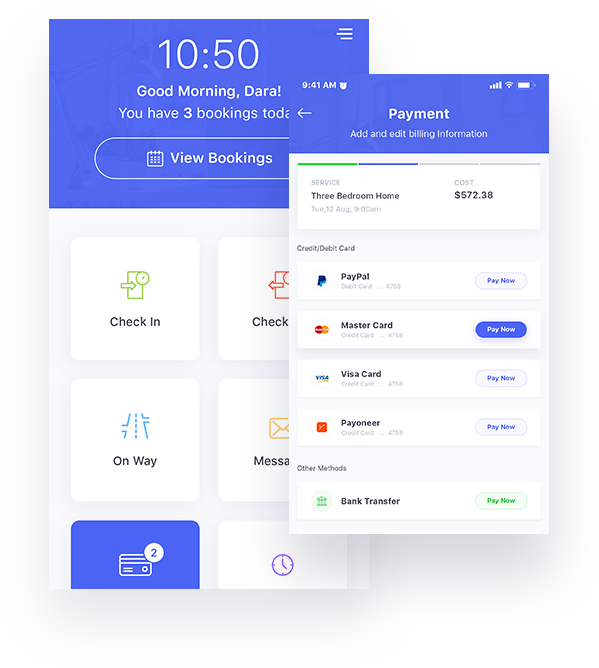 10:50
Good Morning, Dara!
You have 3 bookings toda
View Bookings
Check In
Check
On Way
Messa
2
9:41 AM
Payment
Add and edit billing Information
SERVICE
COST
Three Bedroom Home
$572.38
Tue,12 Aug, 9:00am
Credit/Debit Card
PayPal
Debit Card ... 4758
Pay Now
Master Card
Credit Card ... 4758
Pay Now
VISA
Visa Card
Credit Card ... 4758
Pay Now
Payoneer
Credit Card ... 4758
Pay Now
Other Methods
Bank Transfer
Pay Now